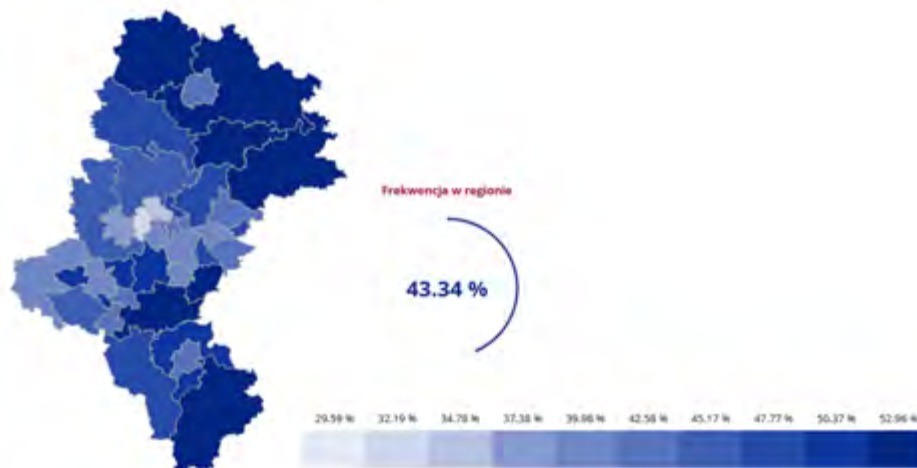 Frekwencja w regionie
43.34 %
29.59 % 32.19 % 34.78 % 37.38 % 39.98 % 42.58 % 45.17 % 47.77 % 50.37 % 52.96 %